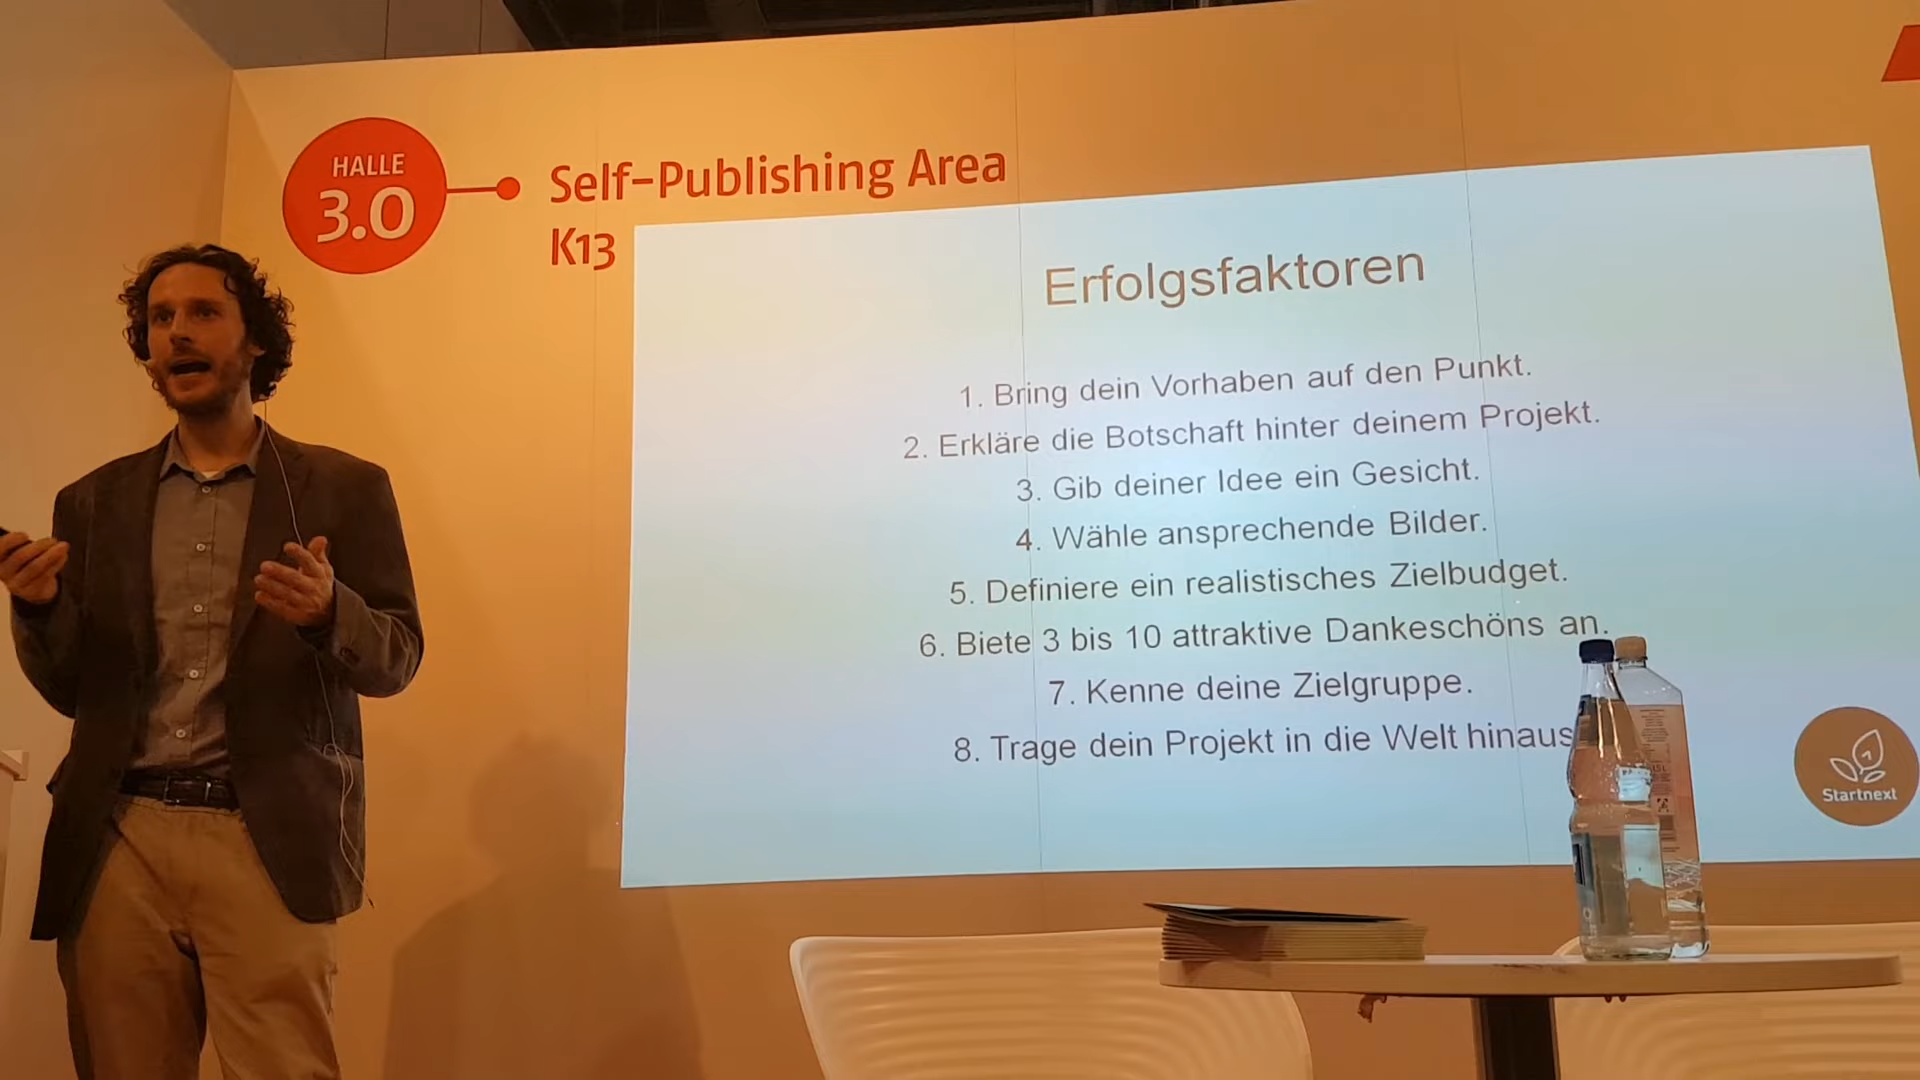 HALLE
3.0
Self-Publishing Area
K13
Erfolgsfaktoren
1. Bring dein Vorhaben auf den Punkt.
2. Erkläre die Botschaft hinter deinem Projekt.
3. Gib deiner Idee ein Gesicht.
4. Wähle ansprechende Bilder.
5. Definiere ein realistisches Zielbudget.
6. Biete 3 bis 10 attraktive Dankeschöns an.
7. Kenne deine Zielgruppe.
8. Trage dein Projekt in die Welt hinaus
Startnext